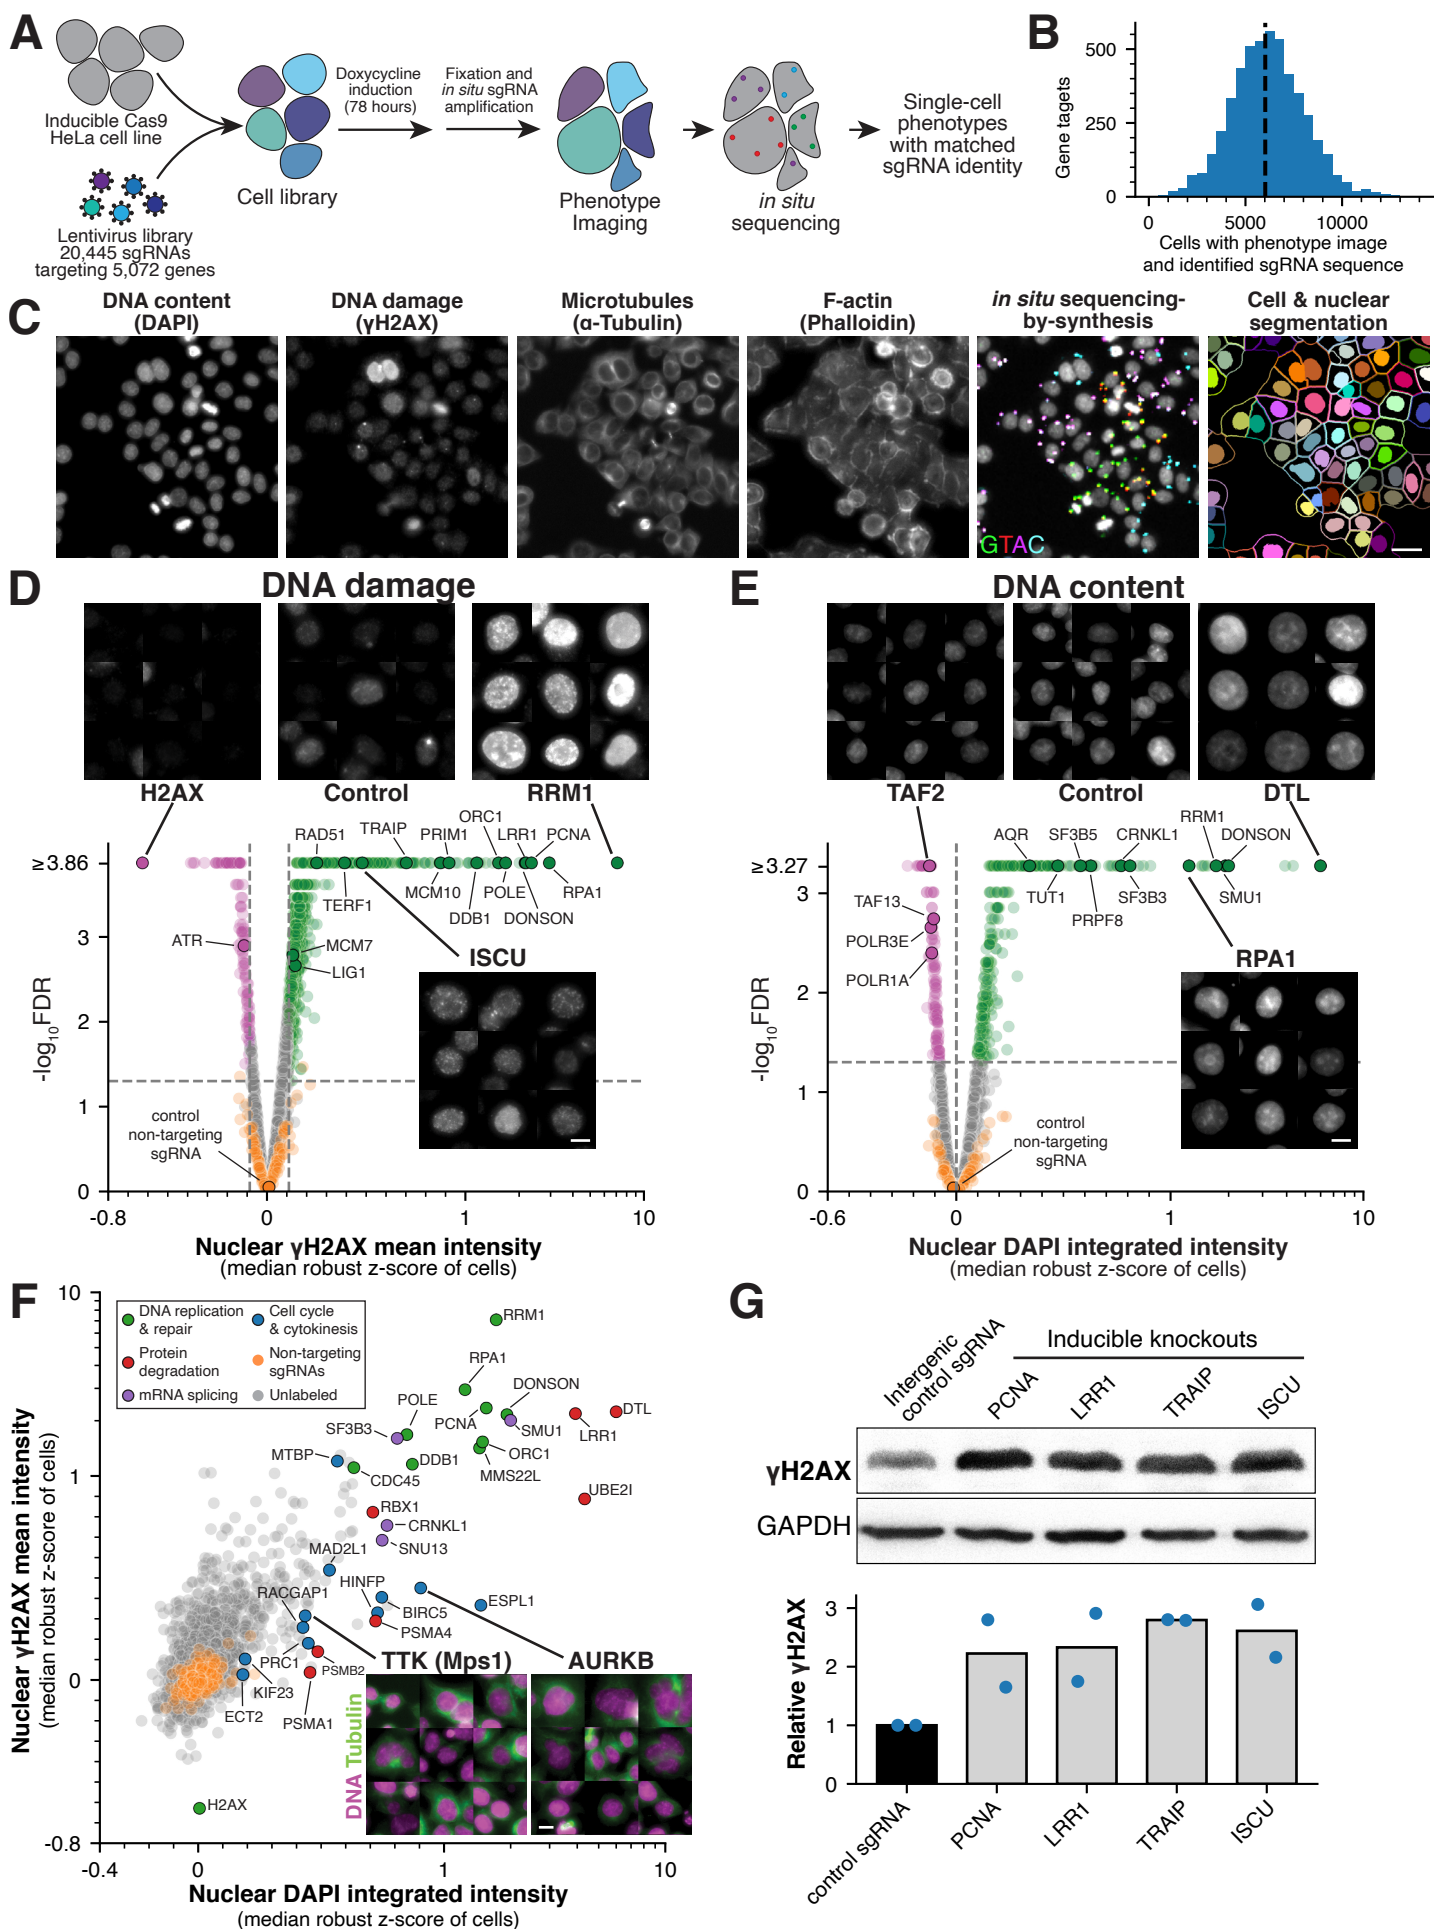 A
Inducible Cas9
HeLa cell line
Lentivirus library
20,445 sgRNAs
targeting 5,072 genes
Cell library
Doxycycline
induction
(78 hours)
Fixation and
in situ sgRNA
amplification
Phenotype
Imaging
in situ
sequencing
Single-cell
phenotypes
with matched
sgRNA identity
B
Gene targets
500
250
0
0
5000
10000
Cells with phenotype image
and identified sgRNA sequence
C
DNA content
(DAPI)
DNA damage
(γH2AX)
Microtubules
(α-Tubulin)
F-actin
(Phalloidin)
in situ sequencing-
by-synthesis
Cell & nuclear
segmentation
GTAC
D
DNA damage
H2AX
Control
RRM1
RAD51
TRAIP
PRIM1
ORC1
LRR1
PCNA
≥3.86
TERF1
MCM10
DDB1
POLE
DONSON
RPA1
ATR
MCM7
LIG1
ISCU
control
non-targeting
sgRNA
-log10FDR
3
2
1
0
-0.8
0
1
10
Nuclear γH2AX mean intensity
(median robust z-score of cells)
E
DNA content
TAF2
Control
DTL
AQR
SF3B5
CRNKL1
RRM1
DONSON
≥3.27
TUT1
PRPF8
SF3B3
SMU1
TAF13
POLR3E
POLR1A
RPA1
control
non-targeting
sgRNA
-log10FDR
3
2
1
0
-0.6
0
1
10
Nuclear DAPI integrated intensity
(median robust z-score of cells)
F
DNA replication
& repair
Cell cycle
& cytokinesis
Protein
degradation
Non-targeting
sgRNAs
mRNA splicing
Unlabeled
RRM1
RPA1
DONSON
POLE
PCNA
SMU1
DTL
LRR1
SF3B3
ORC1
MTBP
DDB1
MMS22L
CDC45
UBE2I
RBX1
CRNKL1
SNU13
MAD2L1
RACGAP1
HINFP
BIRC5
ESPL1
PSMA4
PRC1
PSMB2
KIF23
ECT2
PSMA1
H2AX
TTK (Mps1)
AURKB
DNA Tubulin
Nuclear γH2AX mean intensity
(median robust z-score of cells)
10
1
0
-0.8
-0.4
0
1
10
Nuclear DAPI integrated intensity
(median robust z-score of cells)
G
Intergenic
control sgRNA
Inducible knockouts
PCNA
LRR1
TRAIP
ISCU
γH2AX
GAPDH
Relative γH2AX
3
2
1
0
control sgRNA
PCNA
LRR1
TRAIP
ISCU